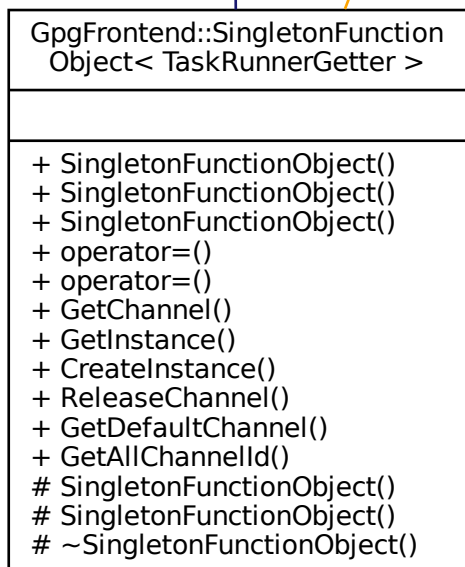 GpgFrontend::SingletonFunction
Object< TaskRunnerGetter >
+ SingletonFunctionObject()
+ SingletonFunctionObject()
+ SingletonFunctionObject()
+ operator=()
+ operator=()
+ GetChannel()
+ GetInstance()
+ CreateInstance()
+ ReleaseChannel()
+ GetDefaultChannel()
+ GetAllChannelId()
# SingletonFunctionObject()
# SingletonFunctionObject()
# ~SingletonFunctionObject()